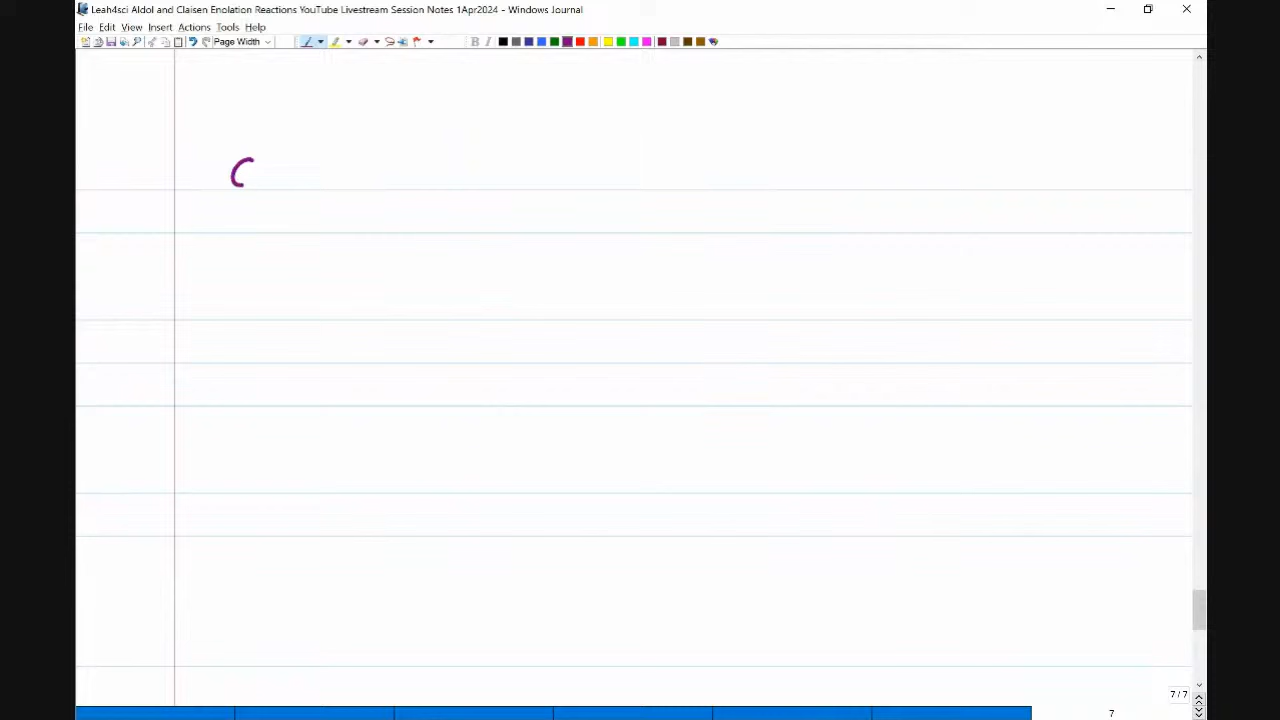 Leah4sci Aldol and Claisen Enolation Reactions YouTube Livestream Session Notes 1Apr2024 - Windows Journal
File Edit View Insert Actions Tools Help
Page Width B I
C
7/7
7